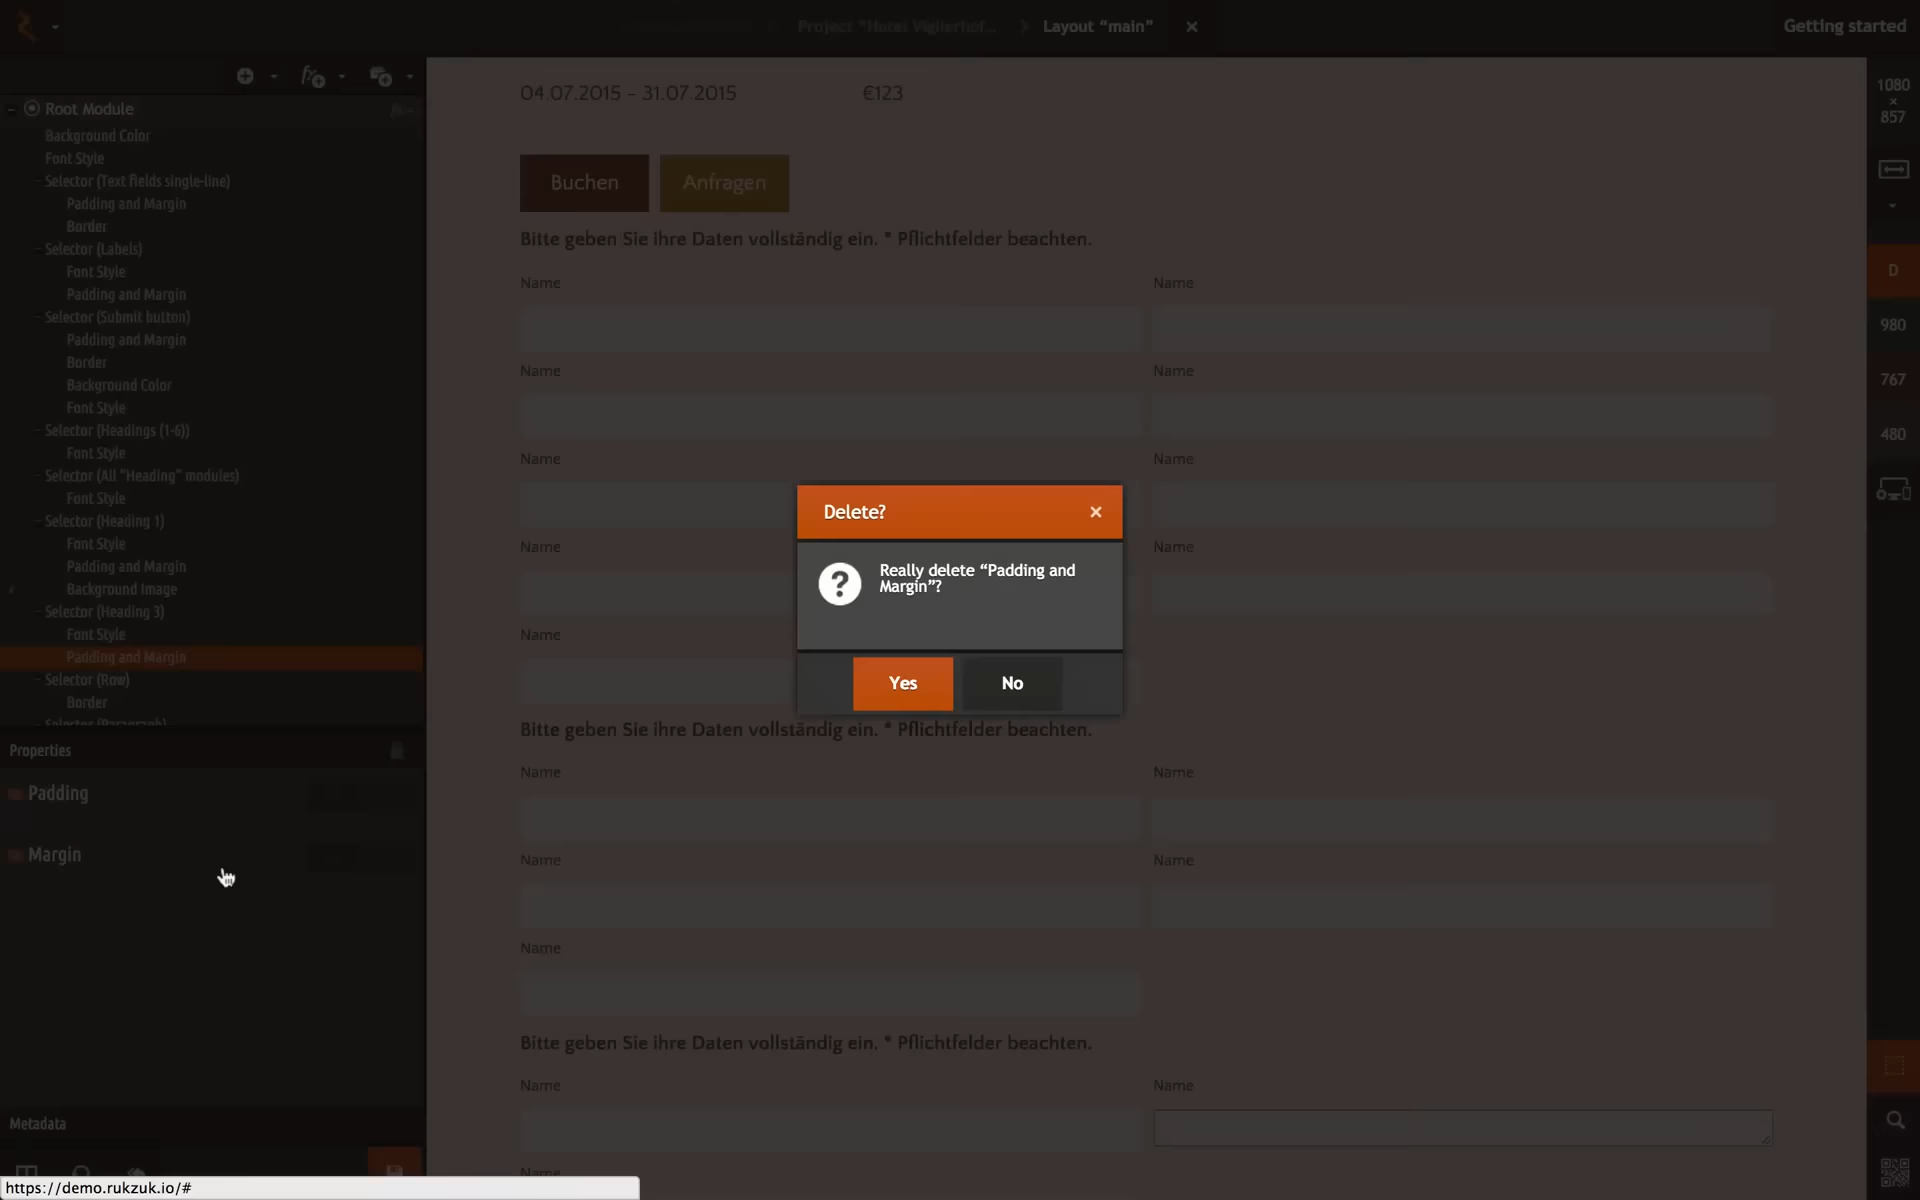 Project "Hotel Viglerhof...
Layout “main”
×
Getting started
Root Module
Background Color
Font Style
Selector (Text fields single-line)
Padding and Margin
Border
Selector (Labels)
Font Style
Padding and Margin
Selector (Submit button)
Padding and Margin
Border
Background Color
Font Style
Selector (Headings (1-6))
Font Style
Selector (All "Heading" modules)
Font Style
Selector (Heading 1)
Font Style
Padding and Margin
Background Image
Selector (Heading 3)
Font Style
Padding and Margin
Selector (Row)
Border
Selector (Paragraph)
Properties
Padding
Margin
Metadata
https://demo.rukzuk.io/#
04.07.2015 - 31.07.2015 €123
Buchen Anfragen
Bitte geben Sie ihre Daten vollständig ein. * Pflichtfelder beachten.
Name Name
Name Name
Name Name
Name Name
Name
Delete?
×
Really delete “Padding and
Margin”?
Yes No
Bitte geben Sie ihre Daten vollständig ein. * Pflichtfelder beachten.
Name Name
Name Name
Name
Bitte geben Sie ihre Daten vollständig ein. * Pflichtfelder beachten.
Name Name
Name
1080
×
857
D
980
767
480